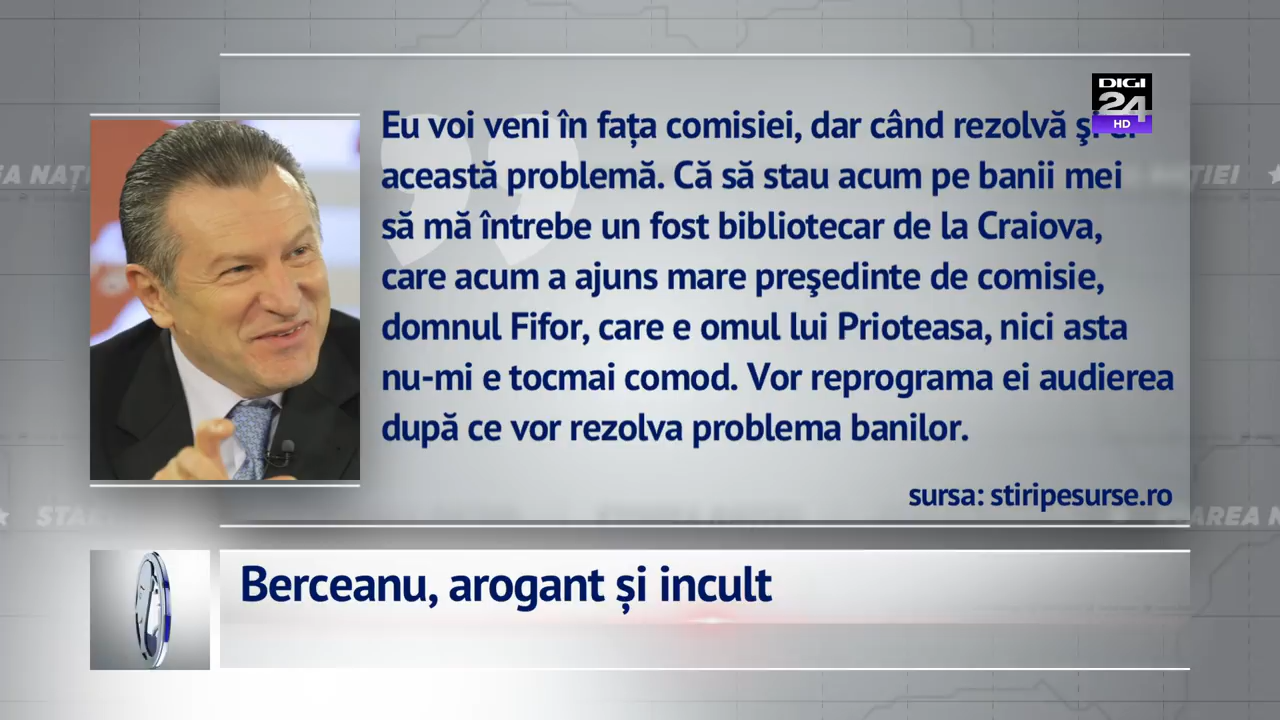 DIGI
24
HD
Eu voi veni în fața comisiei, dar când rezolvă şi
această problemă. Că să stau acum pe banii mei
să mă întrebe un fost bibliotecar de la Craiova,
care acum a ajuns mare preşedinte de comisie,
domnul Fifor, care e omul lui Prioteasa, nici asta
nu-mi e tocmai comod. Vor reprograma ei audierea
după ce vor rezolva problema banilor.
sursa: stiripesurse.ro
Berceanu, arogant și incult